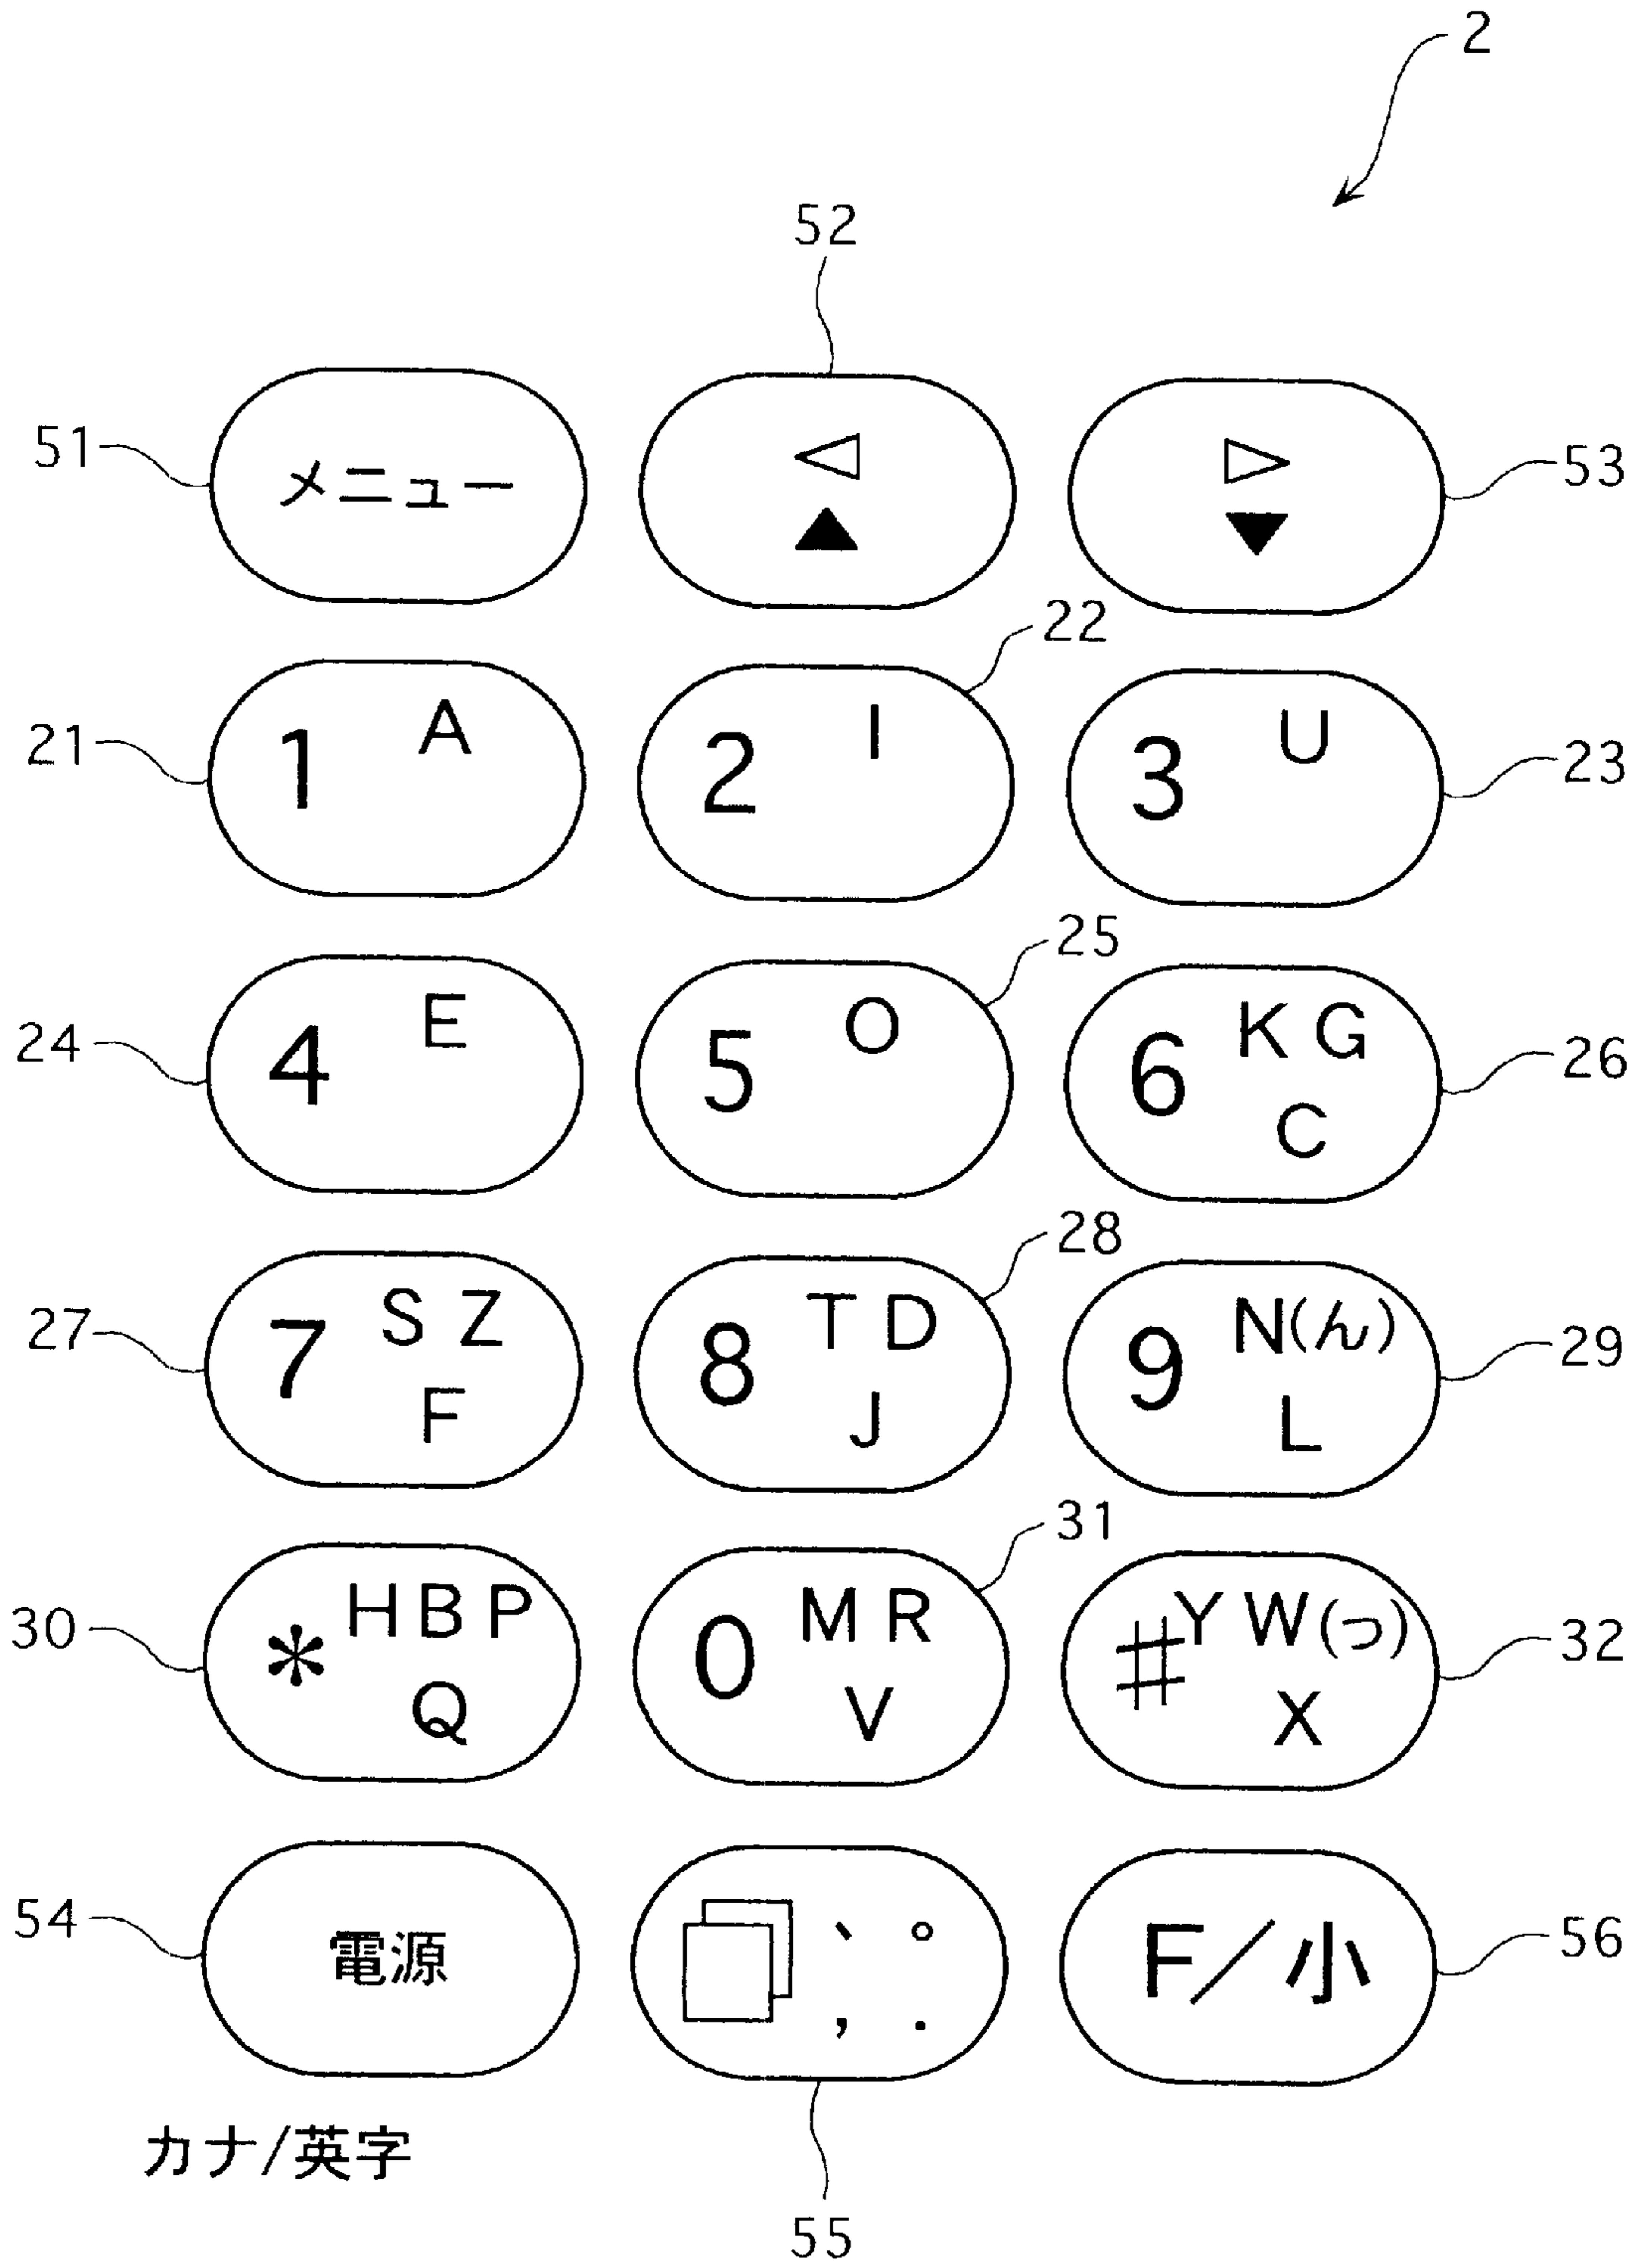 2
52
51 メニュー ◁ ▷ 53
▲ ▼
22
21 1 A 2 I 3 U 23
25
24 4 E 5 O 6 K G 26
C
28
27 7 S Z 8 T D 9 N(ん) 29
F J L
31
30 * H B P 0 M R # Y W(っ) 32
Q V X
54 電源 、 。 F/小 56
, .
カナ/英字
55